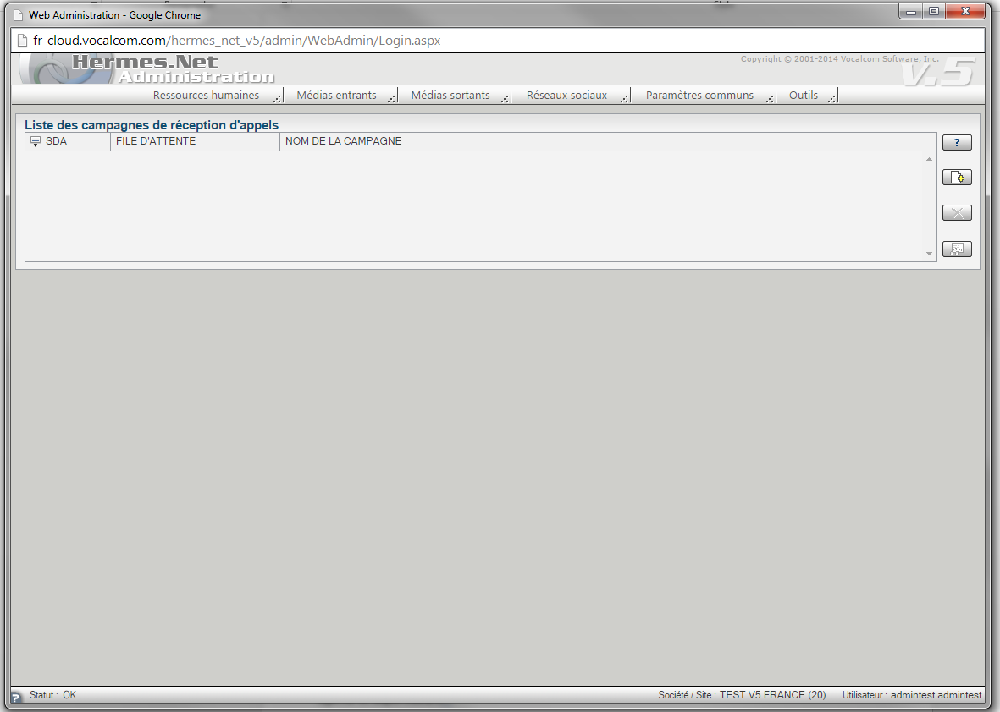 Web Administration - Google Chrome
fr-cloud.vocalcom.com/hermes_net_v5/admin/WebAdmin/Login.aspx
Hermes.Net
Administration
Copyright © 2001-2014 Vocalcom Software, Inc.
v.5
Ressources humaines Médias entrants Médias sortants Réseaux sociaux Paramètres communs Outils
Liste des campagnes de réception d'appels
SDA FILE D'ATTENTE NOM DE LA CAMPAGNE
?
?
Statut : OK Société / Site : TEST V5 FRANCE (20) Utilisateur : admintest admintest